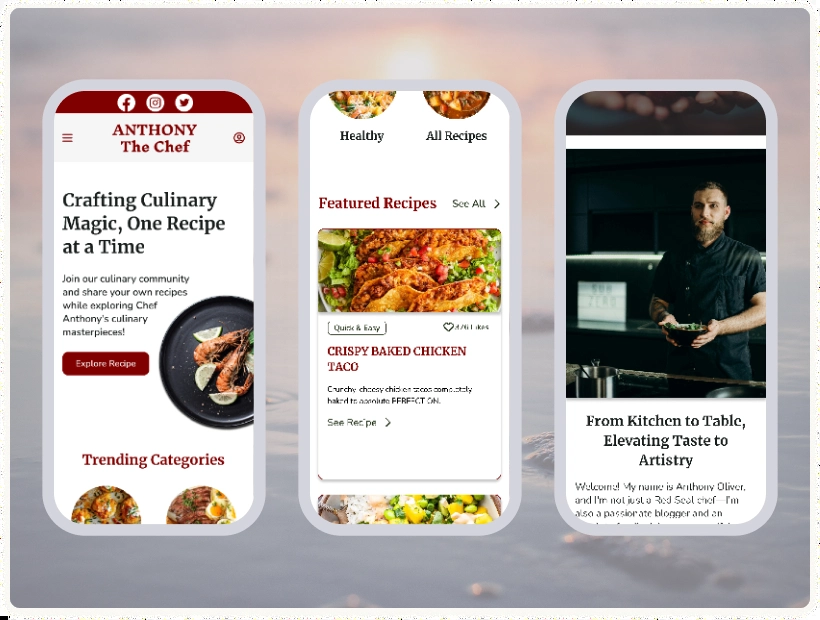 ANTHONY
The Chef
Crafting Culinary
Magic, One Recipe
at a Time
Join our culinary community
and share your own recipes
while exploring Chef
Anthony's culinary
masterpieces!
Explore Recipe
Trending Categories
Healthy
All Recipes
Featured Recipes
See All
Quick & Easy
Likes
CRISPY BAKED CHICKEN
TACO
Crunchy cheesy chicken tacos completely
baked to absolute PERFECTION.
See Recipe
From Kitchen to Table,
Elevating Taste to
Artistry
Welcome! My name is Anthony Oliver,
and I'm not just a Red Seal chef—I'm
also a passionate blogger and an